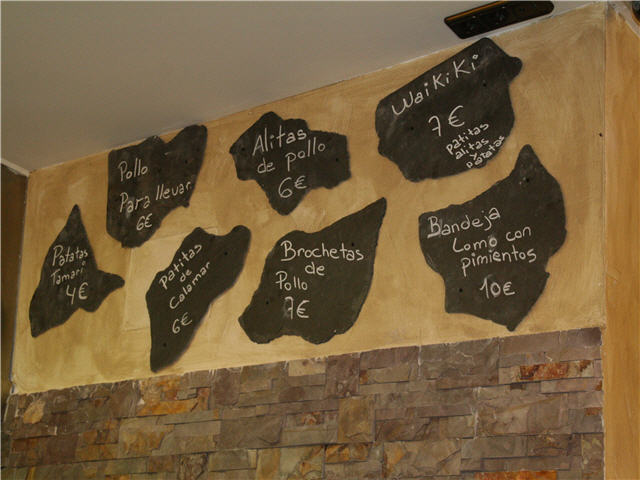 Pollo
Para llevar
6€
Alitas
de pollo
6€
Waikiki
7€
Patitas
alitas
y patatas
Patatas
Tamari
4€
Patitas
de
Calamar
6€
Brochetas
de
Pollo
7€
Bandeja
Lomo con
pimientos
10€